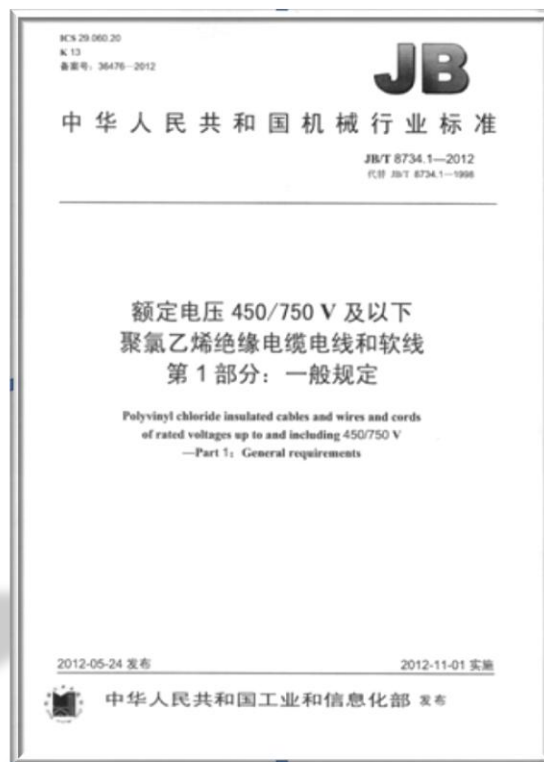 ICS 29.060.20
K 13
备案号：36476—2012
JB
中华人民共和国机械行业标准
JB/T 8734.1—2012
代替 JB/T 8734.1—1998
额定电压 450/750 V 及以下
聚氯乙烯绝缘电缆电线和软线
第 1 部分：一般规定
Polyvinyl chloride insulated cables and wires and cords
of rated voltages up to and including 450/750 V
—Part 1：General requirements
2012-05-24 发布
2012-11-01 实施
中华人民共和国工业和信息化部 发布